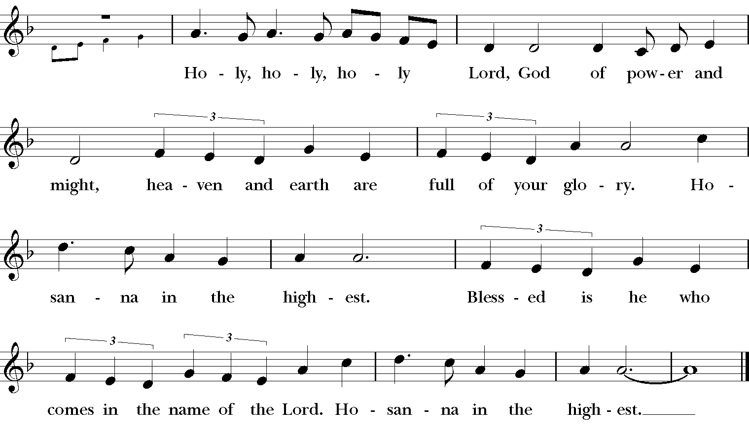 Ho - ly, ho - ly, ho - ly Lord, God of pow - er and
3 3
might, hea - ven and earth are full of your glo - ry. Ho -
3
san - na in the high - est. Bless - ed is he who
3 3
comes in the name of the Lord. Ho - san - na in the high - est.